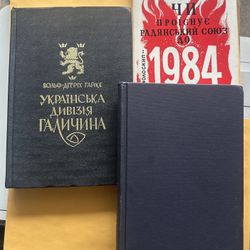 ВОЛЬФ-ДІТРІХ ГАЙКЕ
УКРАЇНСЬКА
ДИВІЗІЯ
ГАЛИЧИНА
ЧИ
ПРОІСНУЄ
РАДЯНСЬКИЙ СОЮЗ
ДО
1984